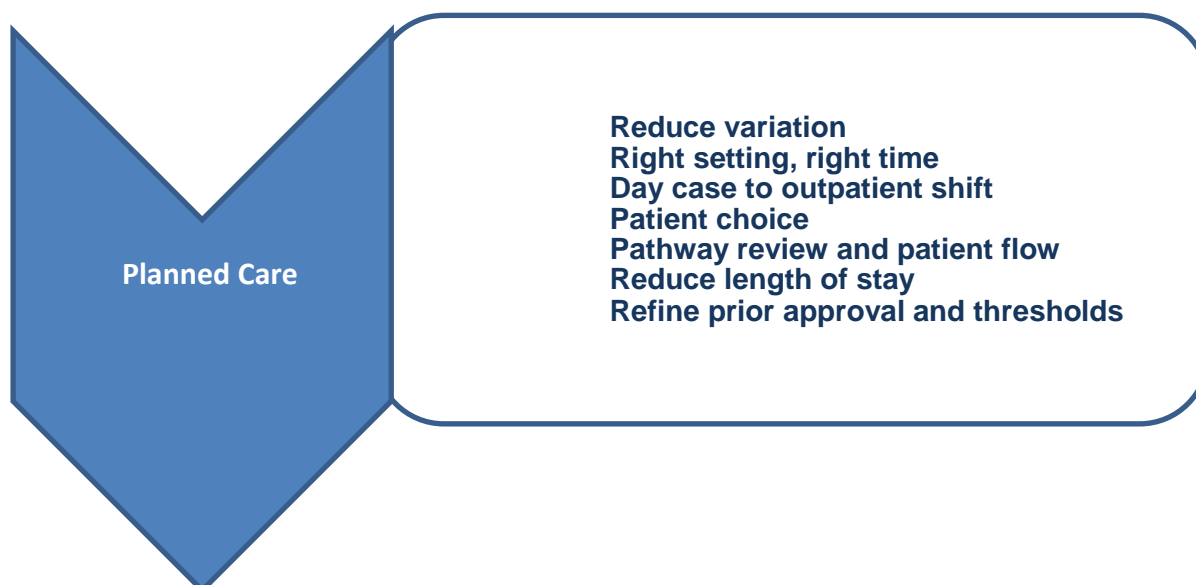 Planned Care
Reduce variation
Right setting, right time
Day case to outpatient shift
Patient choice
Pathway review and patient flow
Reduce length of stay
Refine prior approval and thresholds